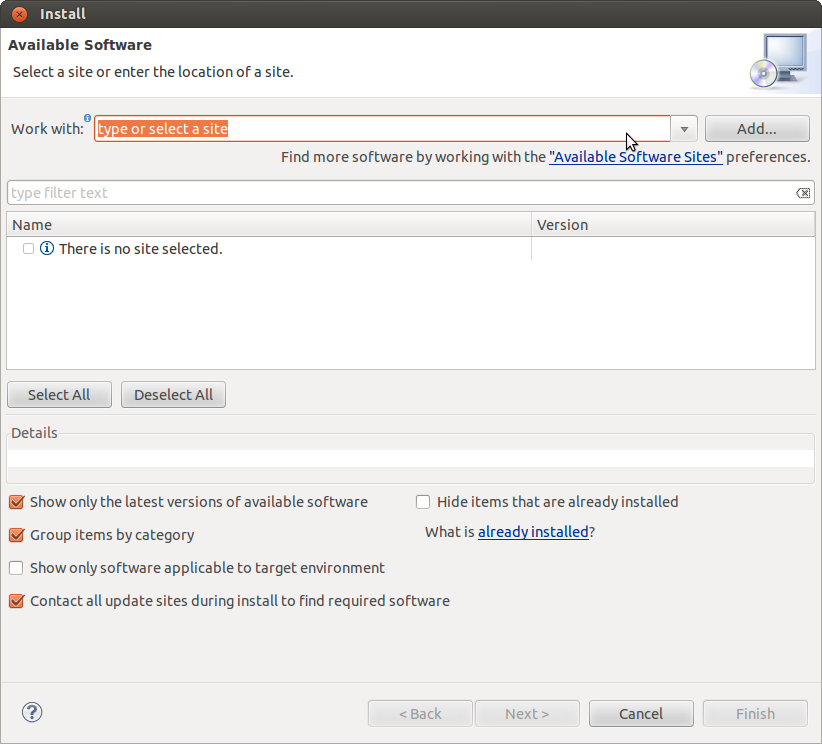 Install
Available Software
Select a site or enter the location of a site.
Work with: type or select a site Add...
Find more software by working with the "Available Software Sites" preferences.
type filter text
Name Version
There is no site selected.
Select All Deselect All
Details
Show only the latest versions of available software Hide items that are already installed
Group items by category What is already installed?
Show only software applicable to target environment
Contact all update sites during install to find required software
? < Back Next > Cancel Finish